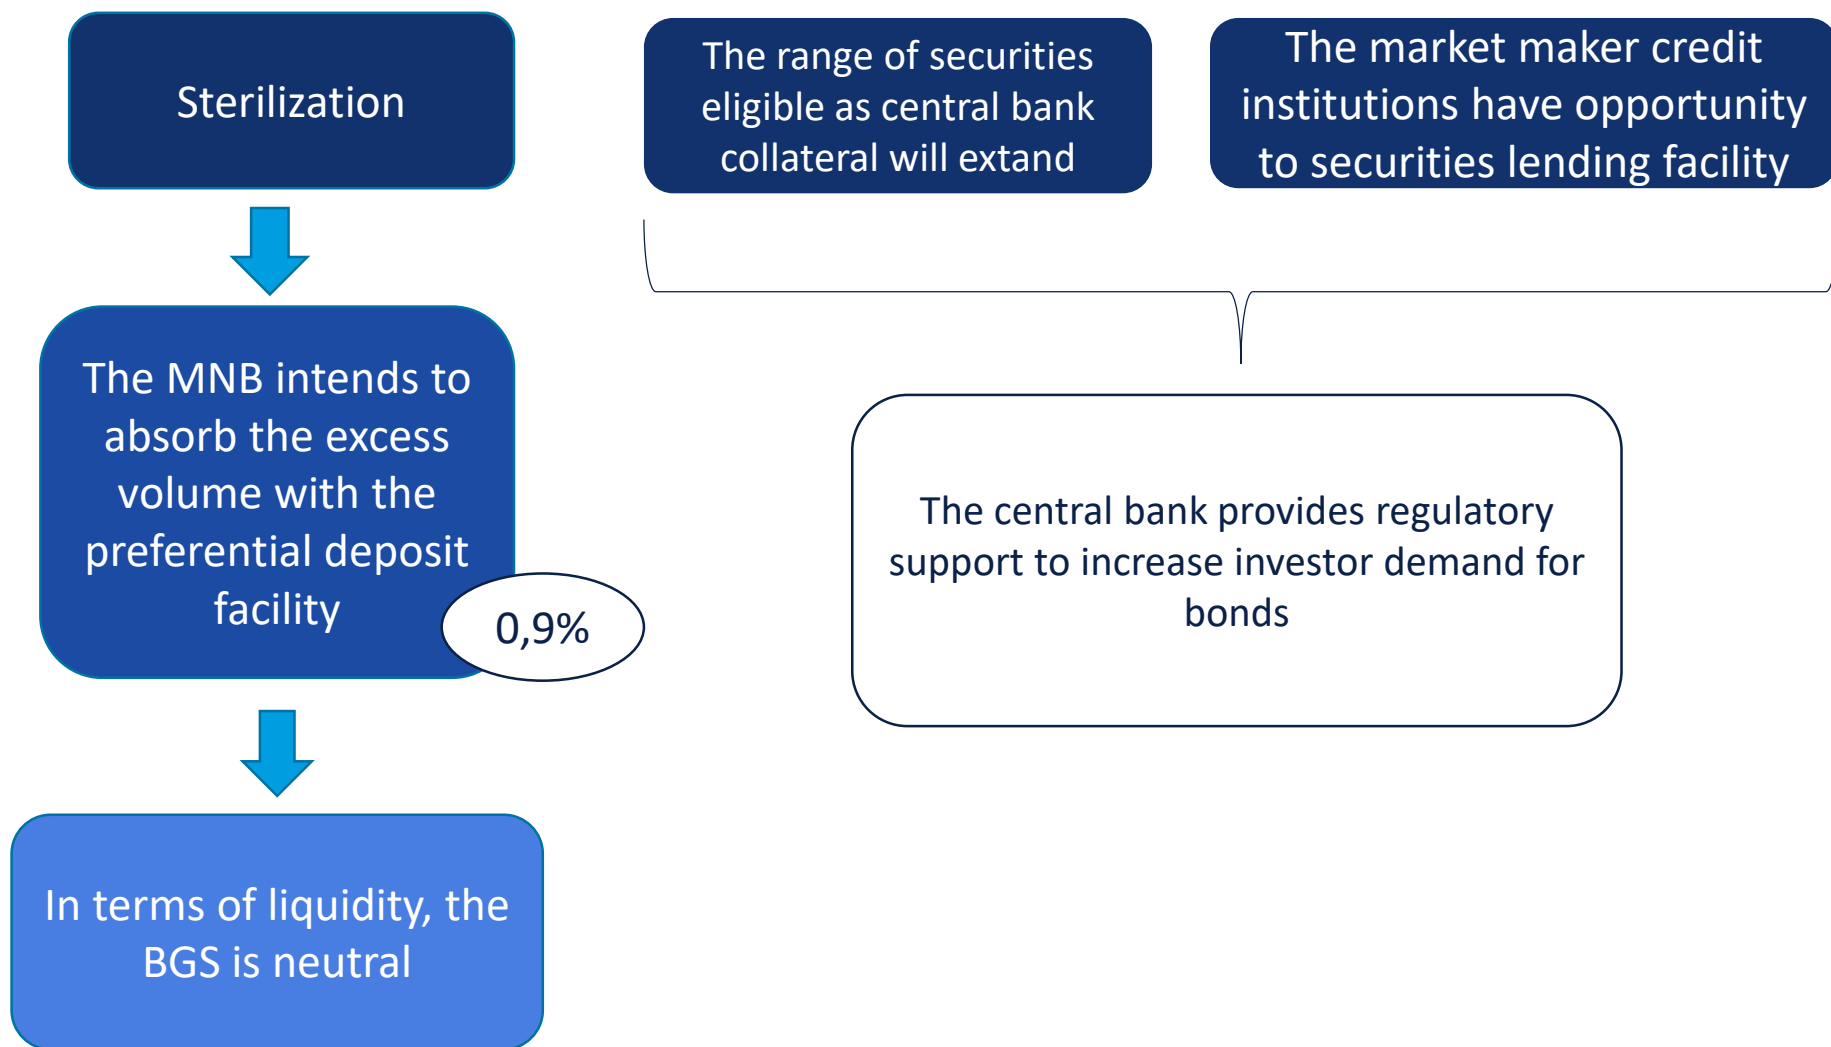 Sterilization
The MNB intends to
absorb the excess
volume with the
preferential deposit
facility
0,9%
In terms of liquidity, the
BGS is neutral
The range of securities
eligible as central bank
collateral will extand
The market maker credit
institutions have opportunity
to securities lending facility
The central bank provides regulatory
support to increase investor demand for
bonds